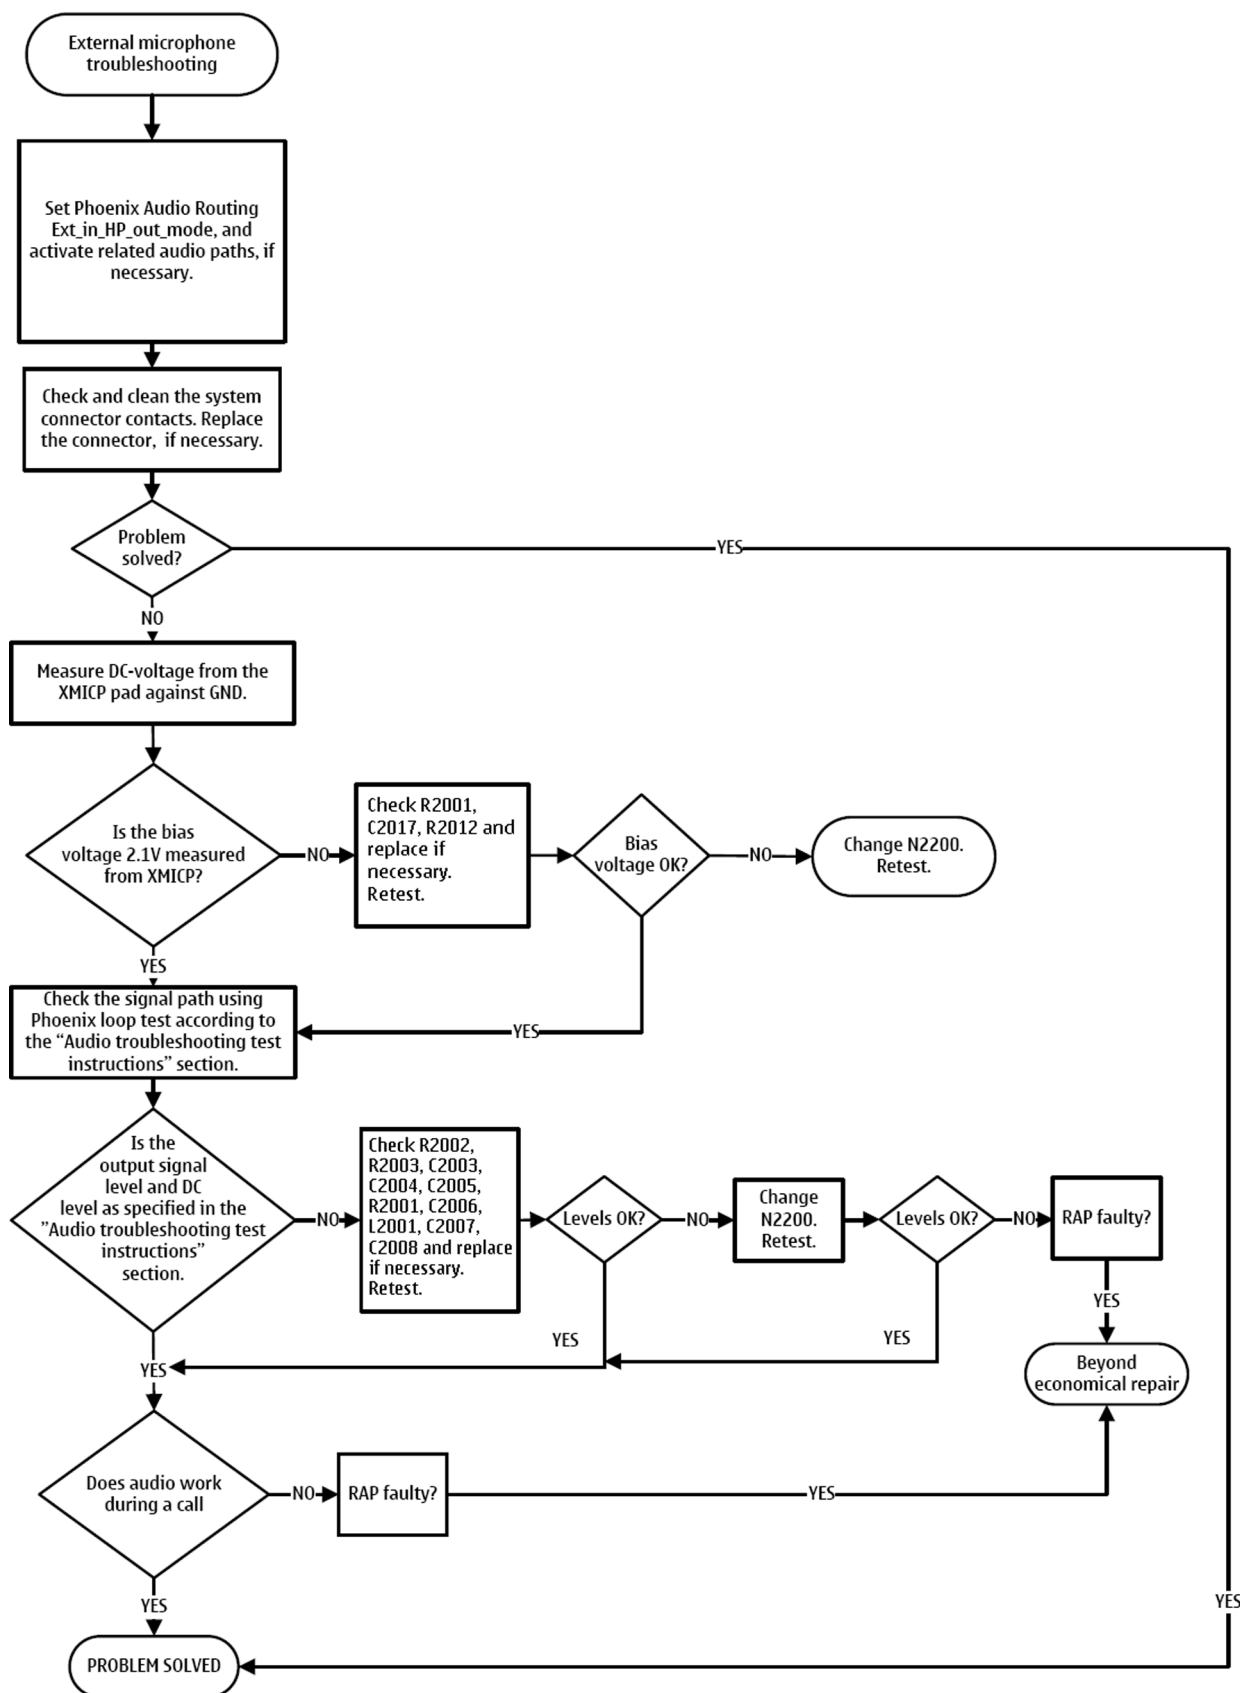 External microphone
troubleshooting
Set Phoenix Audio Routing
Ext_in_HP_out_mode, and
activate related audio paths, if
necessary.
Check and clean the system
connector contacts. Replace
the connector, if necessary.
Problem
solved?
YES
NO
Measure DC-voltage from the
XMICP pad against GND.
Is the bias
voltage 2.1V measured
from XMICP?
NO
Check R2001,
C2017, R2012 and
replace if
necessary.
Retest.
Bias
voltage OK?
NO
Change N2200.
Retest.
YES
Check the signal path using
Phoenix loop test according to
the “Audio troubleshooting test
instructions” section.
YES
Is the
output signal
level and DC
level as specified in the
”Audio troubleshooting test
instructions”
section.
NO
Check R2002,
R2003, C2003,
C2004, C2005,
R2001, C2006,
L2001, C2007,
C2008 and replace
if necessary.
Retest.
Levels OK?
NO
Change
N2200.
Retest.
Levels OK?
NO
RAP faulty?
YES
YES
YES
YES
Beyond
economical repair
Does audio work
during a call
NO
RAP faulty?
YES
YES
YES
PROBLEM SOLVED